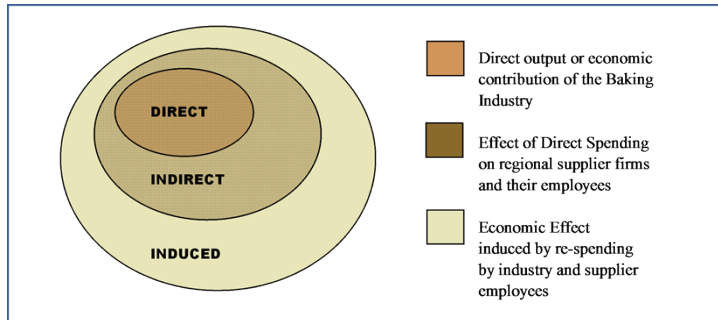 DIRECT
INDIRECT
INDUCED
Direct output or economic
contribution of the Baking
Industry
Effect of Direct Spending
on regional supplier firms
and their employees
Economic Effect
induced by re-spending
by industry and supplier
employees